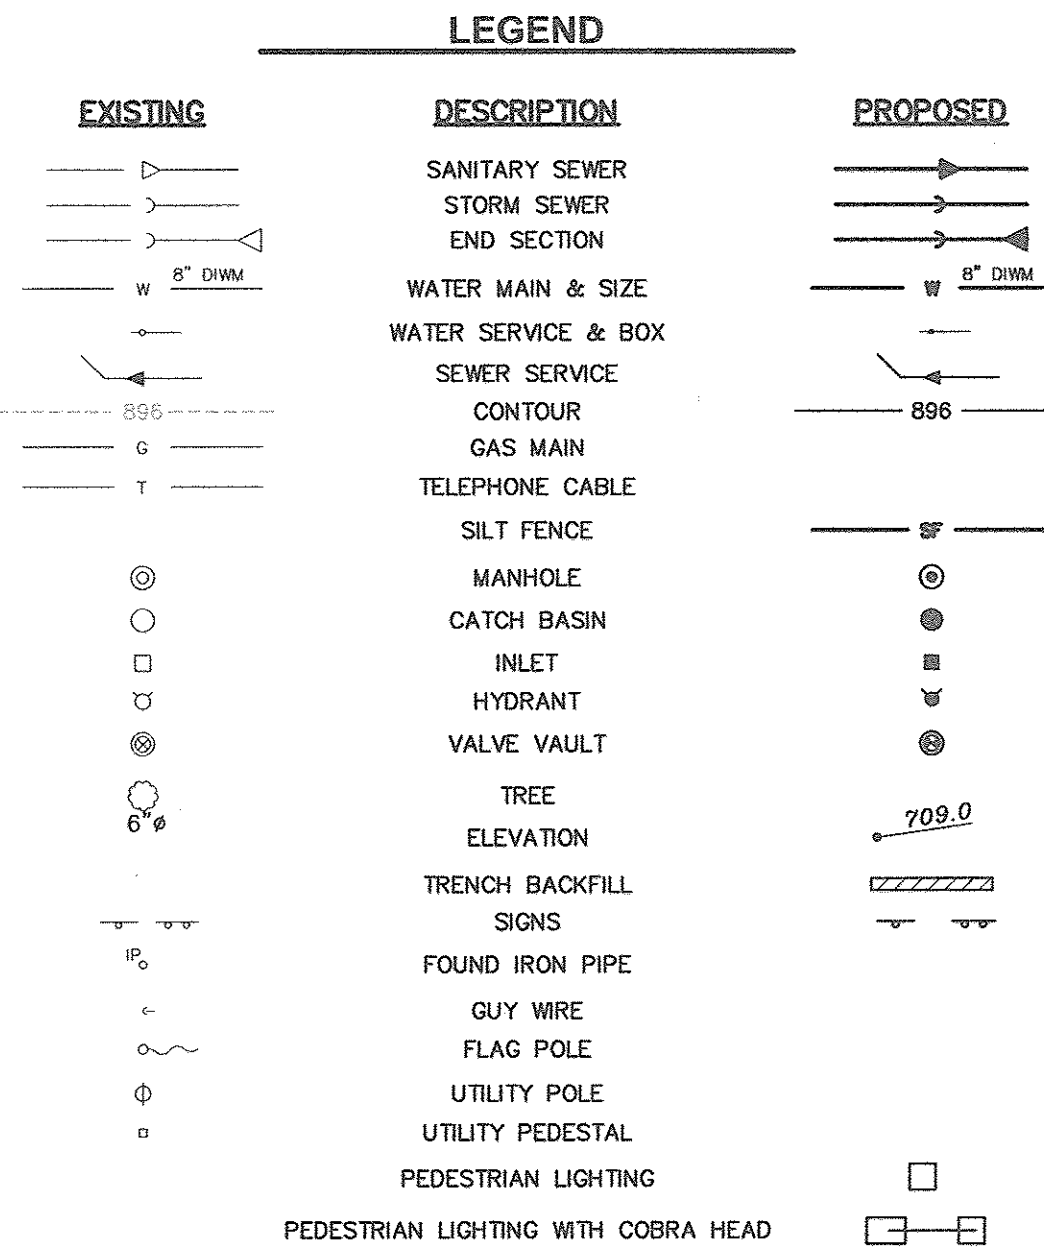 LEGEND
EXISTING DESCRIPTION PROPOSED
SANITARY SEWER
STORM SEWER
END SECTION
W 8" DIWM WATER MAIN & SIZE W 8" DIWM
WATER SERVICE & BOX
SEWER SERVICE
896 CONTOUR 896
G GAS MAIN
T TELEPHONE CABLE
SILT FENCE SF
MANHOLE
CATCH BASIN
INLET
HYDRANT
VALVE VAULT
TREE
6"ø
ELEVATION 709.0
TRENCH BACKFILL
SIGNS
IP FOUND IRON PIPE
GUY WIRE
FLAG POLE
UTILITY POLE
UTILITY PEDESTAL
PEDESTRIAN LIGHTING
PEDESTRIAN LIGHTING WITH COBRA HEAD